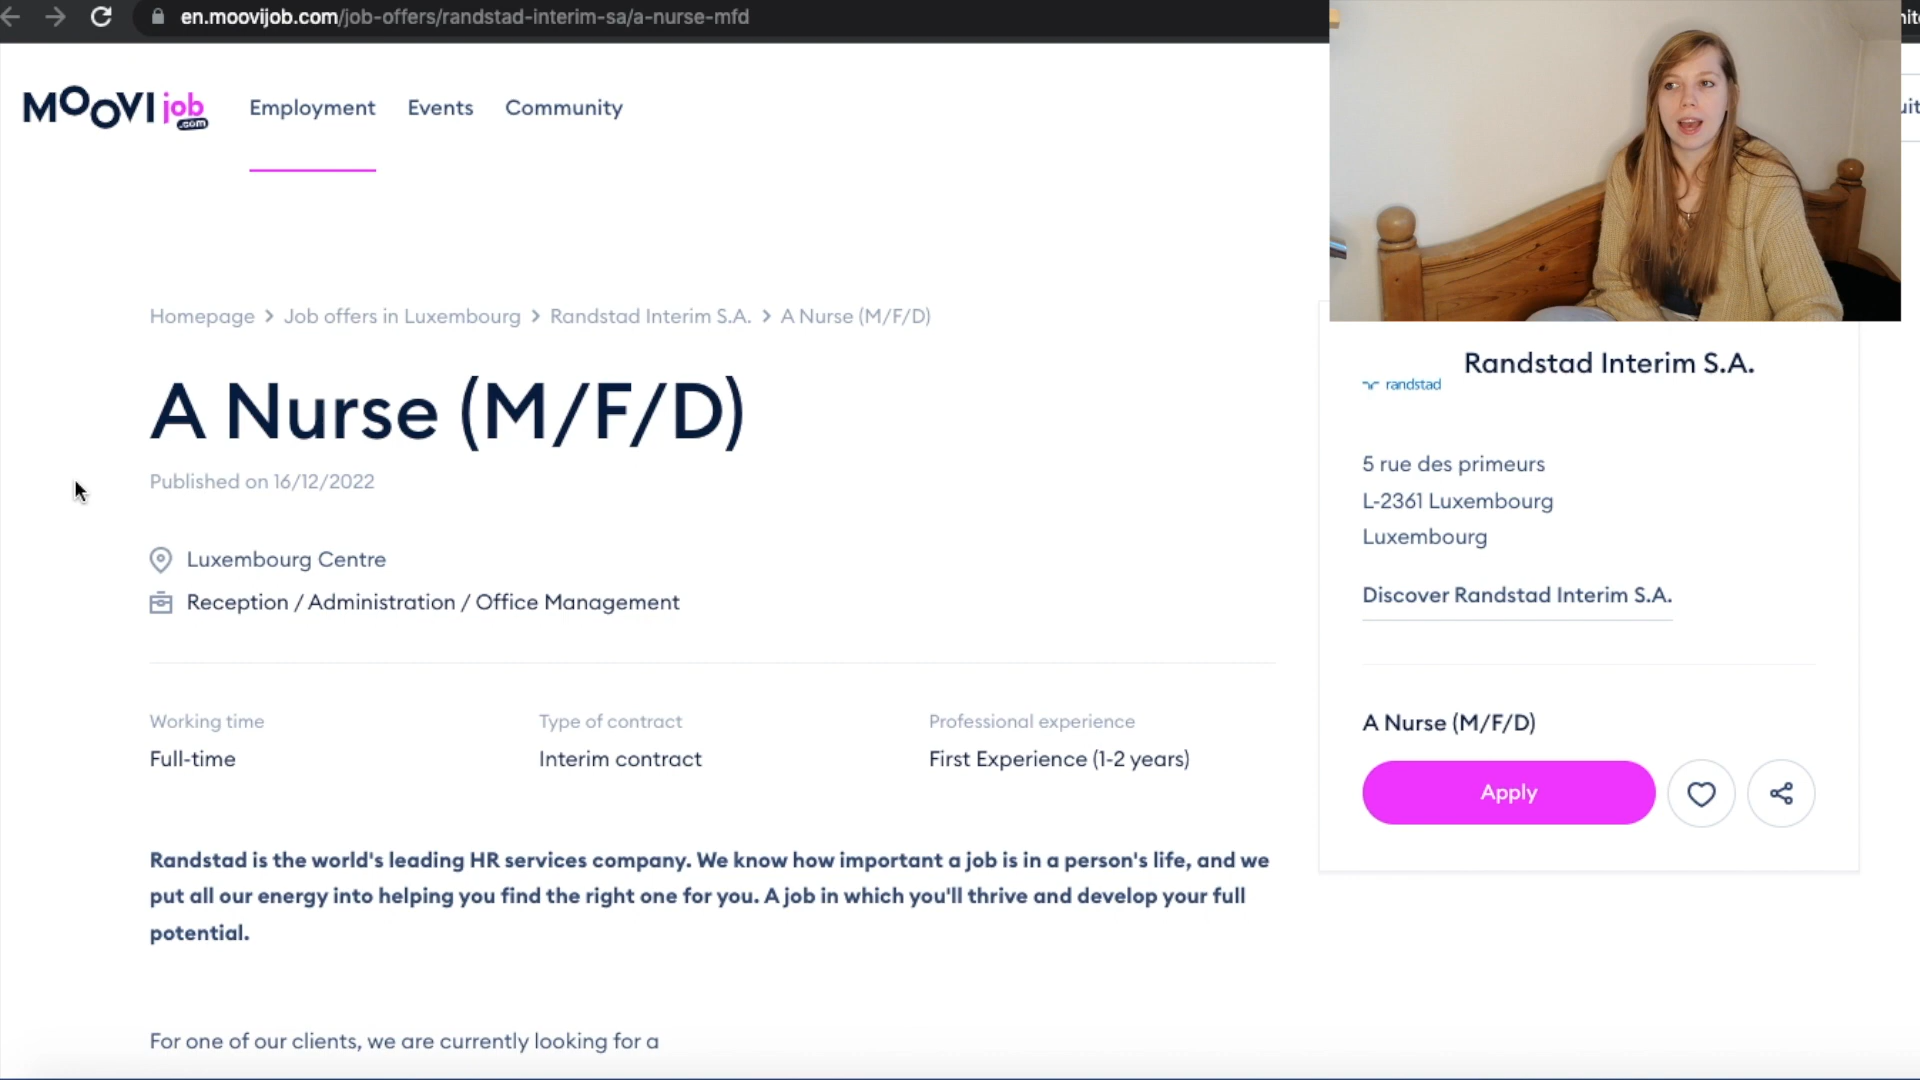 en.moovijob.com/job-offers/randstad-interim-sa/a-nurse-mfd
MOOVI job .com
Employment Events Community
Homepage > Job offers in Luxembourg > Randstad Interim S.A. > A Nurse (M/F/D)
A Nurse (M/F/D)
Published on 16/12/2022
Luxembourg Centre
Reception / Administration / Office Management
Working time Type of contract Professional experience
Full-time Interim contract First Experience (1-2 years)
Randstad is the world's leading HR services company. We know how important a job is in a person's life, and we
put all our energy into helping you find the right one for you. A job in which you'll thrive and develop your full
potential.
For one of our clients, we are currently looking for a
randstad
Randstad Interim S.A.
5 rue des primeurs
L-2361 Luxembourg
Luxembourg
Discover Randstad Interim S.A.
A Nurse (M/F/D)
Apply